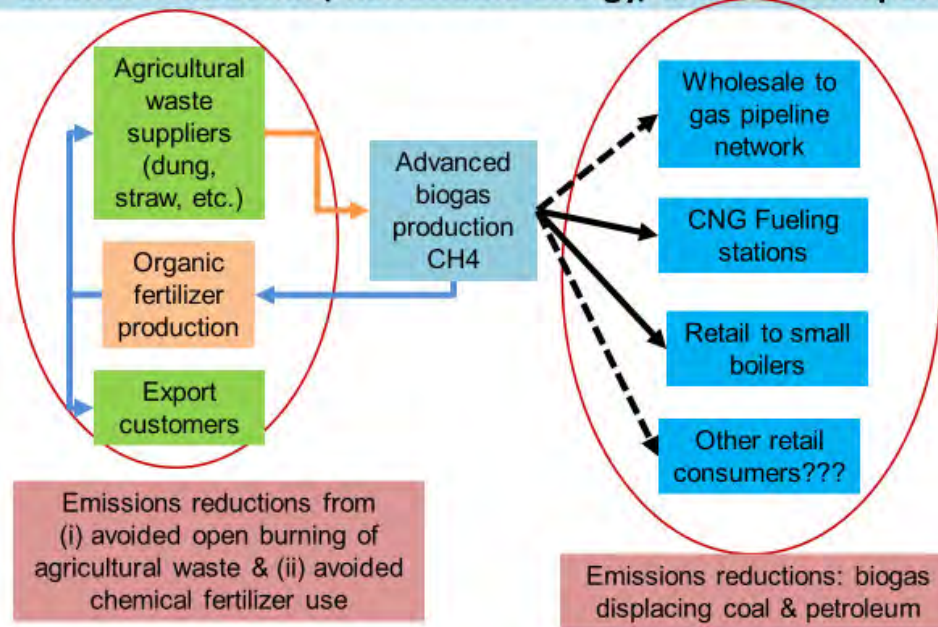 Agricultural
waste
suppliers
(dung,
straw, etc.)
Organic
fertilizer
production
Export
customers
Emissions reductions from
(i) avoided open burning of
agricultural waste & (ii) avoided
chemical fertilizer use
Advanced
biogas
production
CH4
Wholesale to
gas pipeline
network
CNG Fueling
stations
Retail to small
boilers
Other retail
consumers???
Emissions reductions: biogas
displacing coal & petroleum